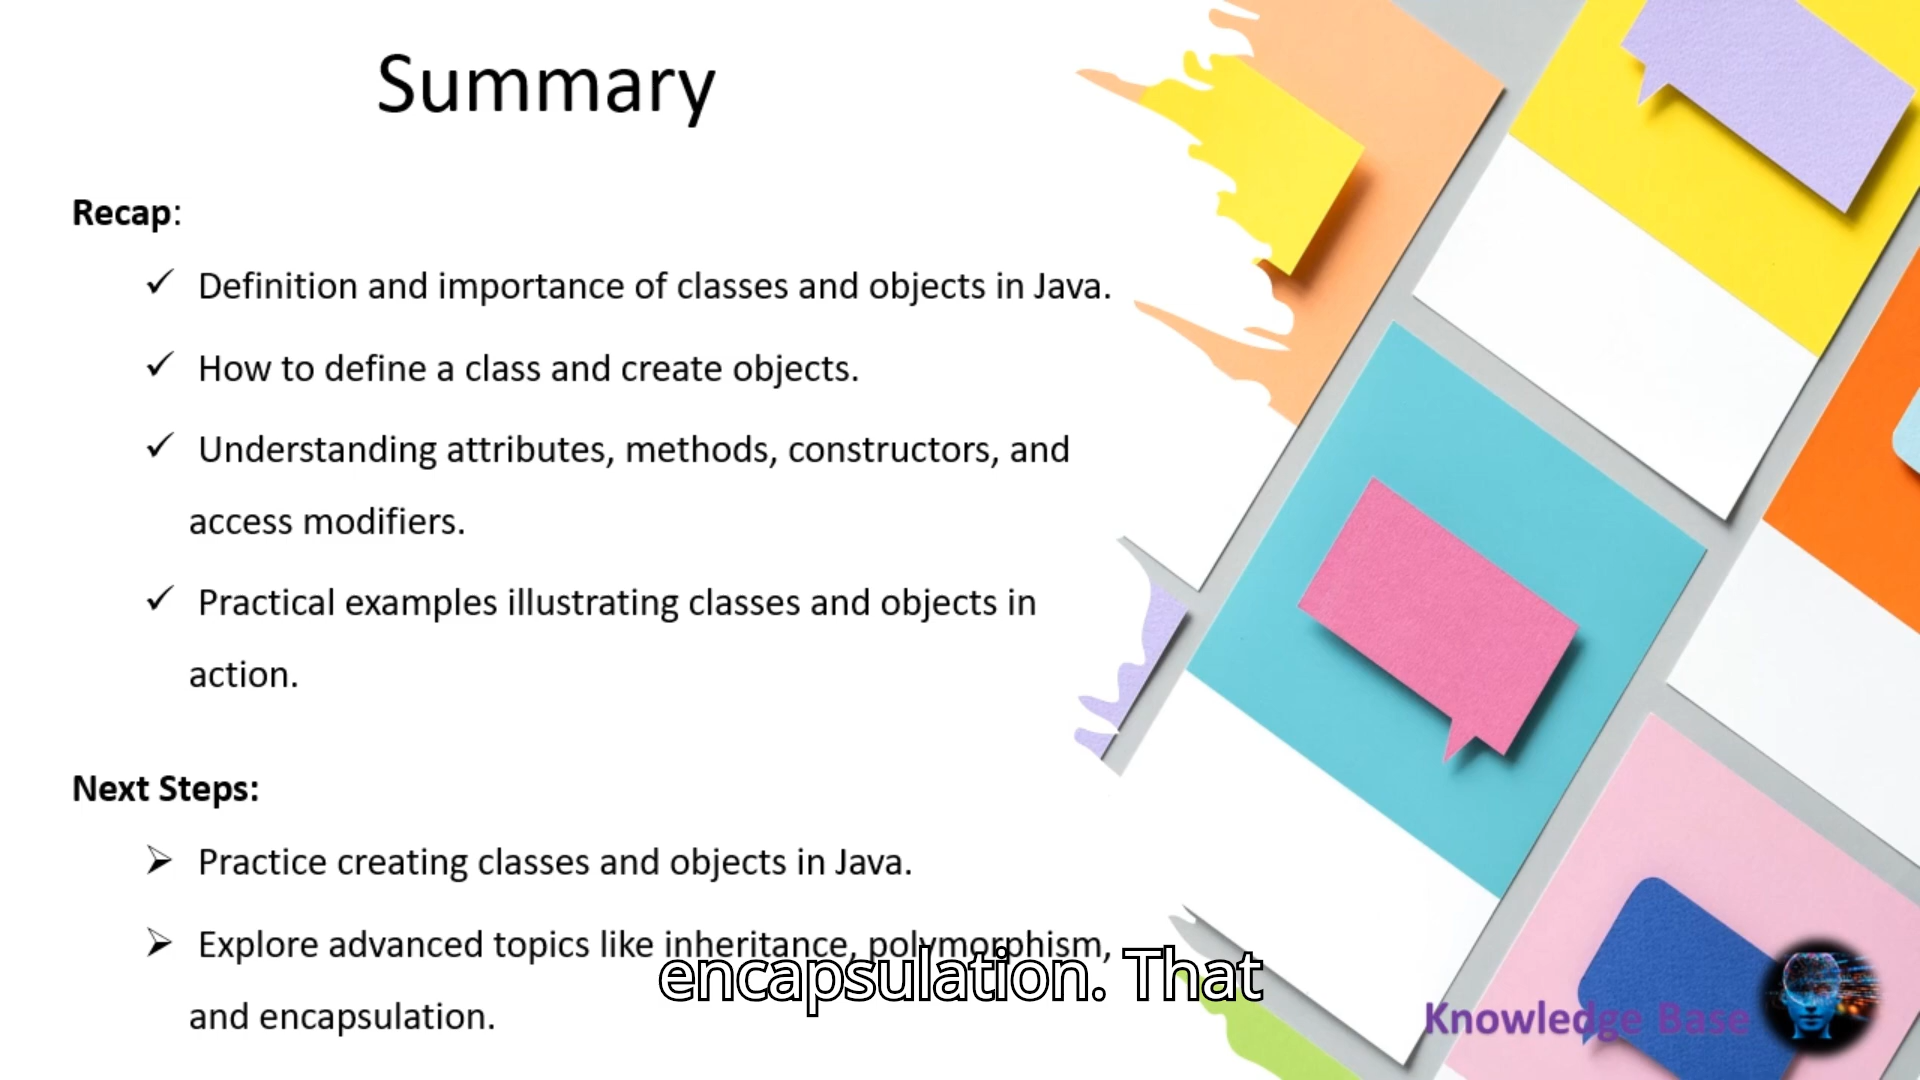 Summary
Recap:
✓ Definition and importance of classes and objects in Java.
✓ How to define a class and create objects.
✓ Understanding attributes, methods, constructors, and
access modifiers.
✓ Practical examples illustrating classes and objects in
action.
Next Steps:
➢ Practice creating classes and objects in Java.
➢ Explore advanced topics like inheritance, polymorphism,
and encapsulation.
encapsulation. That
Knowledge Base